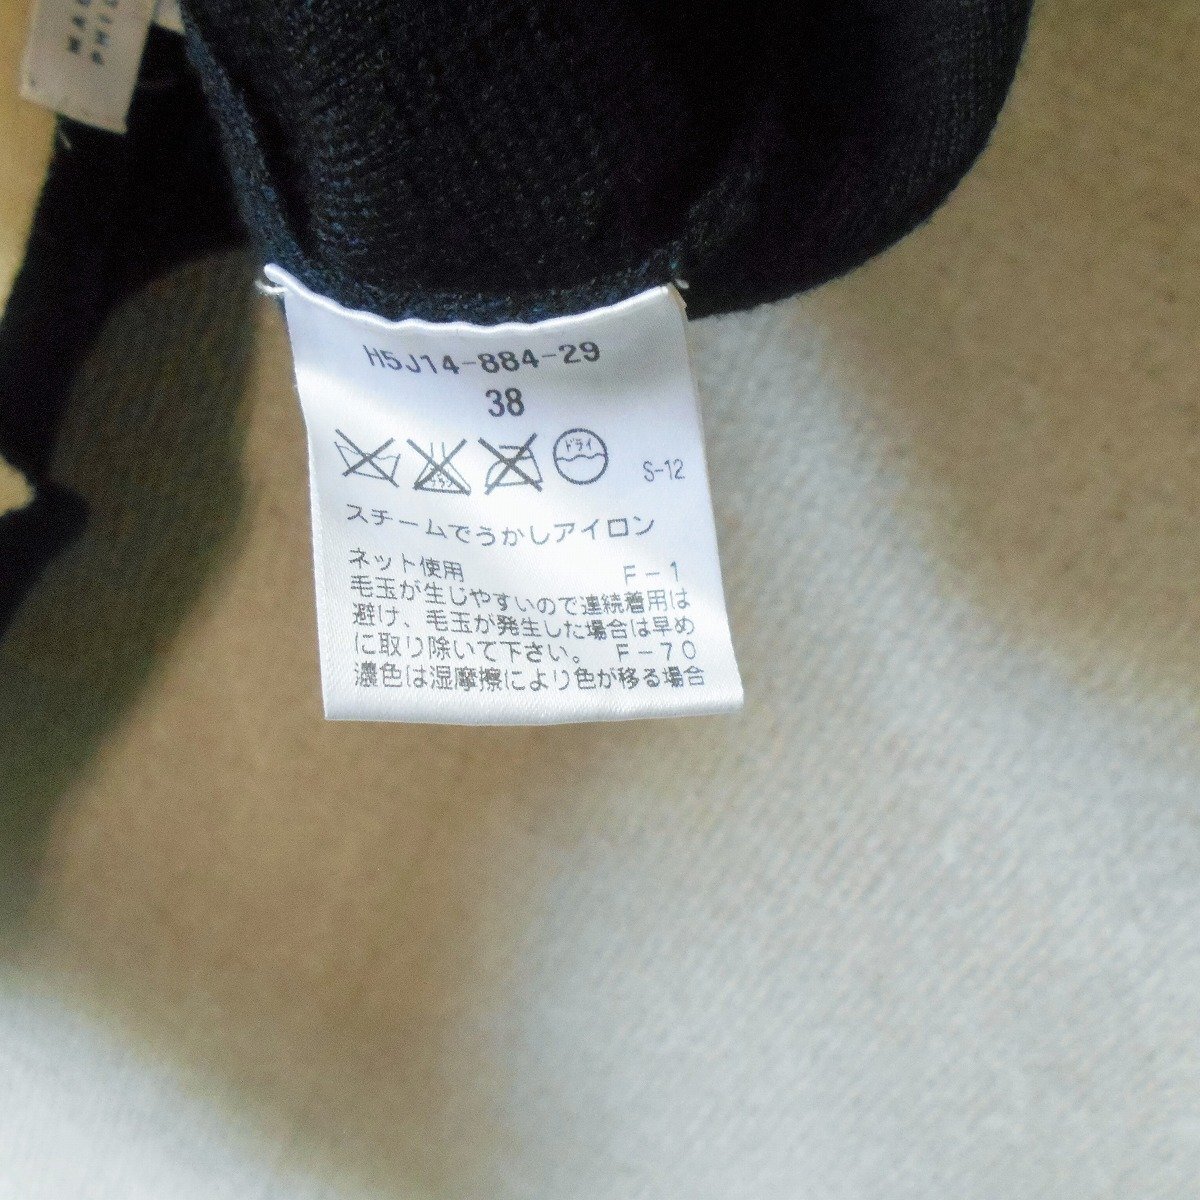 H5J14-884-29
38
ドライ
S-12
スチームでうかしアイロン
ネット使用 F-1
毛玉が生じやすいので連続着用は
避け、毛玉が発生した場合は早め
に取り除いて下さい。 F-70
濃色は湿摩擦により色が移る場合